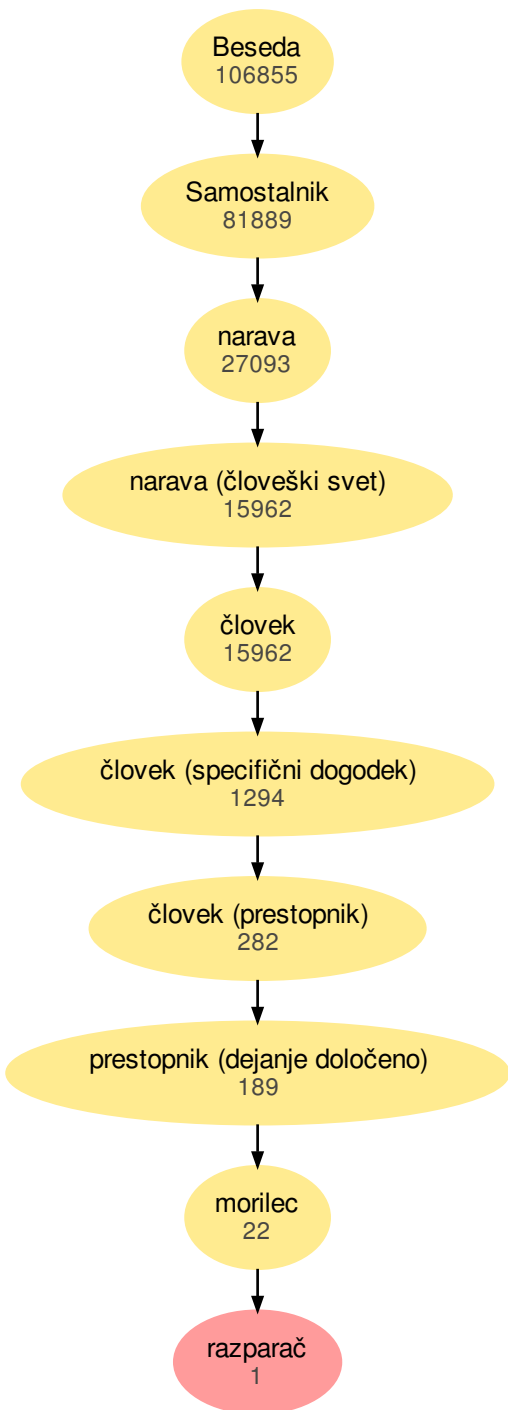 Beseda
106855
Samostalnik
81889
narava
27093
narava (človeški svet)
15962
človek
15962
človek (specifični dogodek)
1294
človek (prestopnik)
282
prestopnik (dejanje določeno)
189
morilec
22
razparač
1